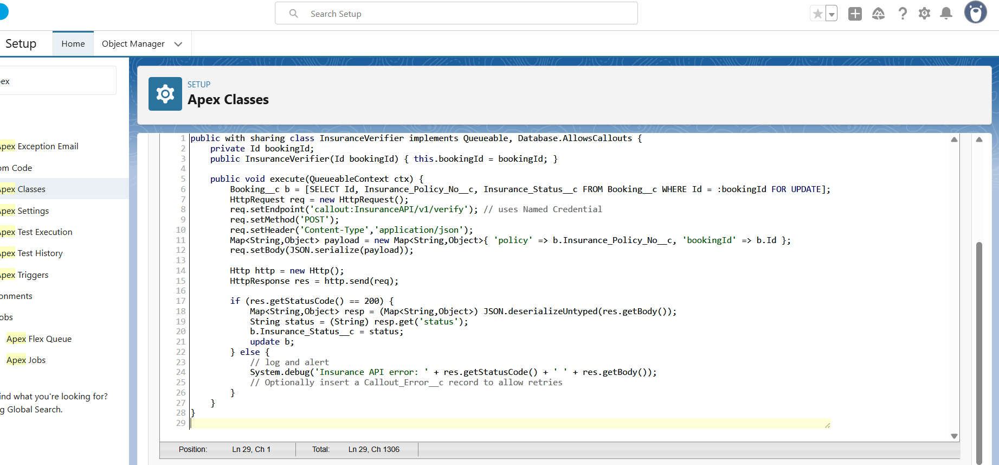 Search Setup
Setup
Home
Object Manager
ex
SETUP
Apex Classes
Apex Exception Email
om Code
Apex Classes
Apex Settings
Apex Test Execution
Apex Test History
Apex Triggers
onments
obs
Apex Flex Queue
Apex Jobs
ind what you're looking for?
g Global Search.
1 public with sharing class InsuranceVerifier implements Queueable, Database.AllowsCallouts {
2     private Id bookingId;
3     public InsuranceVerifier(Id bookingId) { this.bookingId = bookingId; }
4
5     public void execute(QueueableContext ctx) {
6         Booking__c b = [SELECT Id, Insurance_Policy_No__c, Insurance_Status__c FROM Booking__c WHERE Id = :bookingId FOR UPDATE];
7         HttpRequest req = new HttpRequest();
8         req.setEndpoint('callout:InsuranceAPI/v1/verify'); // uses Named Credential
9         req.setMethod('POST');
10         req.setHeader('Content-Type','application/json');
11         Map<String,Object> payload = new Map<String,Object>{ 'policy' => b.Insurance_Policy_No__c, 'bookingId' => b.Id };
12         req.setBody(JSON.serialize(payload));
13
14         Http http = new Http();
15         HttpResponse res = http.send(req);
16
17         if (res.getStatusCode() == 200) {
18             Map<String,Object> resp = (Map<String,Object>) JSON.deserializeUntyped(res.getBody());
19             String status = (String) resp.get('status');
20             b.Insurance_Status__c = status;
21             update b;
22         } else {
23             // log and alert
24             System.debug('Insurance API error: ' + res.getStatusCode() + ' ' + res.getBody());
25             // Optionally insert a Callout_Error__c record to allow retries
26         }
27     }
28 }
29
Position: Ln 29, Ch 1 Total: Ln 29, Ch 1306